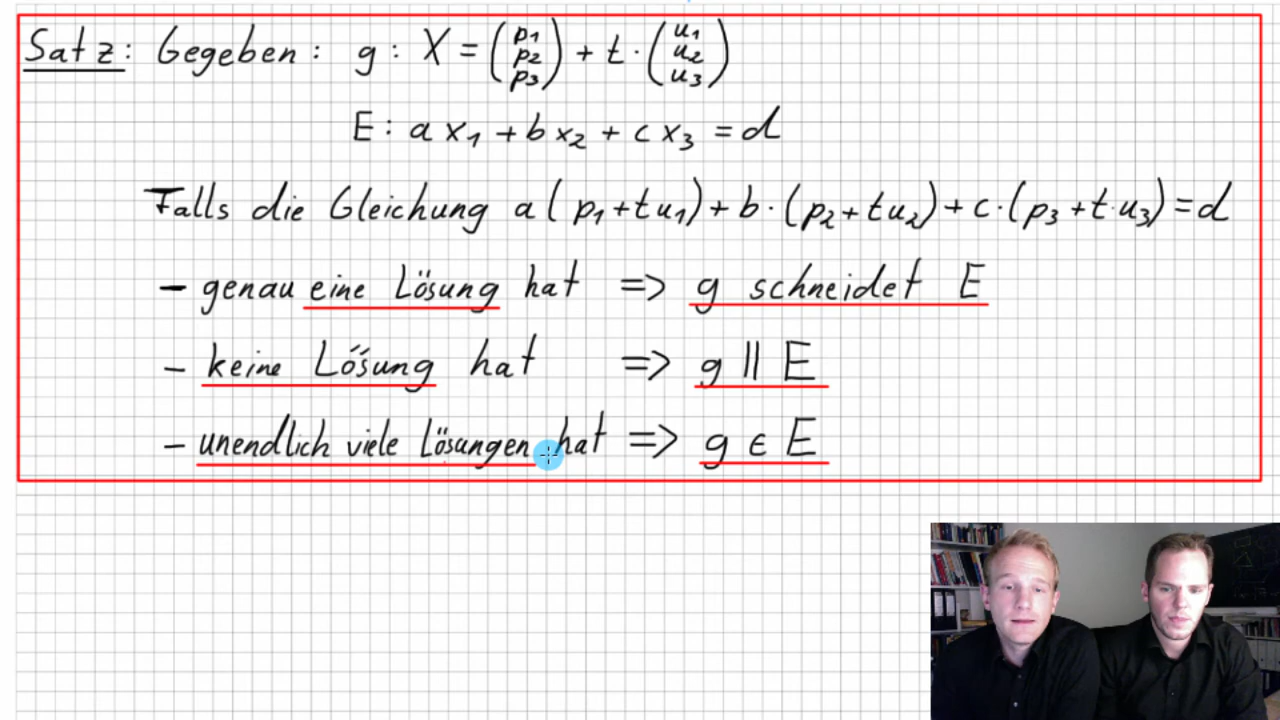 Satz: Gegeben: g: X = (p1 p2 p3) + t · (u1 u2 u3)
E: a x1 + b x2 + c x3 = d
Falls die Gleichung a(p1+tu1)+b·(p2+tu2)+c·(p3+t·u3)=d
- genau eine Lösung hat => g schneidet E
- keine Lösung hat => g || E
- unendlich viele Lösungen hat => g ∈ E